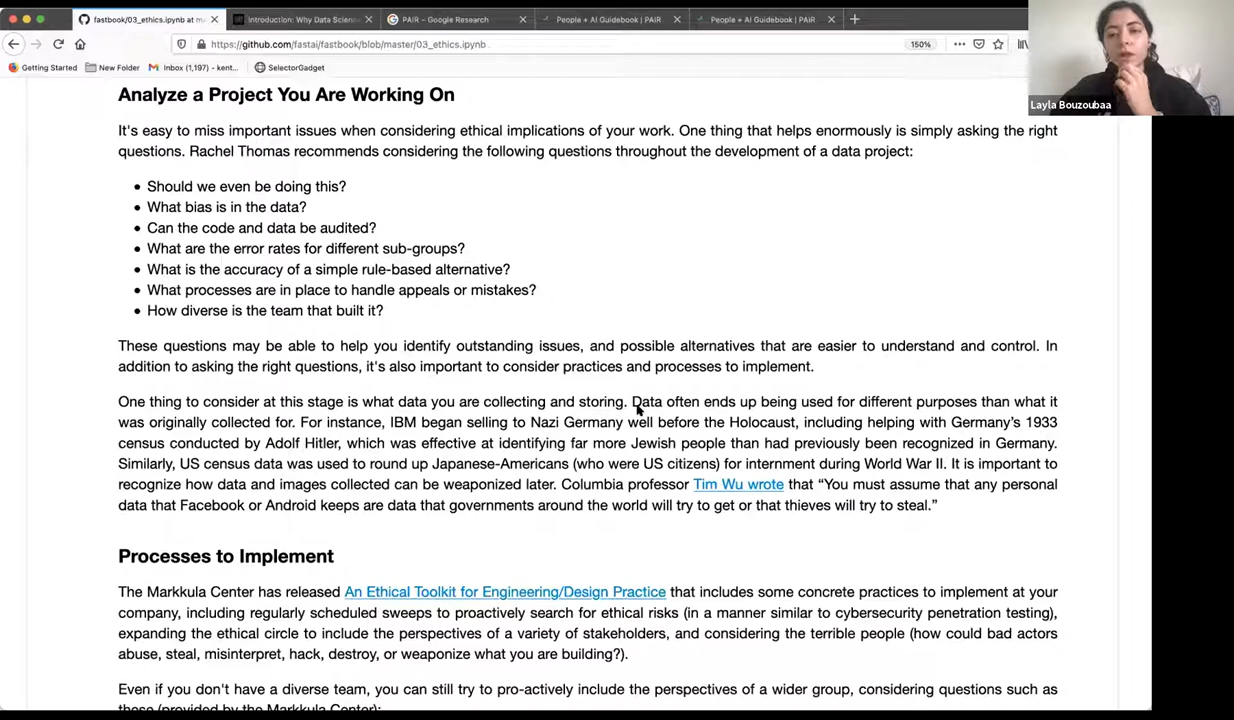 fastbook/03_ethics.ipynb at ma
Introduction: Why Data Scienc
PAIR – Google Research
People + AI Guidebook | PAIR
People + AI Guidebook | PAIR
https://github.com/fastai/fastbook/blob/master/03_ethics.ipynb
150%
Getting Started
New Folder
Inbox (1,197) - kent...
SelectorGadget
Layla Bouzoubaa
Analyze a Project You Are Working On
It's easy to miss important issues when considering ethical implications of your work. One thing that helps enormously is simply asking the right
questions. Rachel Thomas recommends considering the following questions throughout the development of a data project:
• Should we even be doing this?
• What bias is in the data?
• Can the code and data be audited?
• What are the error rates for different sub-groups?
• What is the accuracy of a simple rule-based alternative?
• What processes are in place to handle appeals or mistakes?
• How diverse is the team that built it?
These questions may be able to help you identify outstanding issues, and possible alternatives that are easier to understand and control. In
addition to asking the right questions, it's also important to consider practices and processes to implement.
One thing to consider at this stage is what data you are collecting and storing. Data often ends up being used for different purposes than what it
was originally collected for. For instance, IBM began selling to Nazi Germany well before the Holocaust, including helping with Germany’s 1933
census conducted by Adolf Hitler, which was effective at identifying far more Jewish people than had previously been recognized in Germany.
Similarly, US census data was used to round up Japanese-Americans (who were US citizens) for internment during World War II. It is important to
recognize how data and images collected can be weaponized later. Columbia professor Tim Wu wrote that “You must assume that any personal
data that Facebook or Android keeps are data that governments around the world will try to get or that thieves will try to steal.”
Processes to Implement
The Markkula Center has released An Ethical Toolkit for Engineering/Design Practice that includes some concrete practices to implement at your
company, including regularly scheduled sweeps to proactively search for ethical risks (in a manner similar to cybersecurity penetration testing),
expanding the ethical circle to include the perspectives of a variety of stakeholders, and considering the terrible people (how could bad actors
abuse, steal, misinterpret, hack, destroy, or weaponize what you are building?).
Even if you don't have a diverse team, you can still try to pro-actively include the perspectives of a wider group, considering questions such as
these (provided by the Markkula Center):